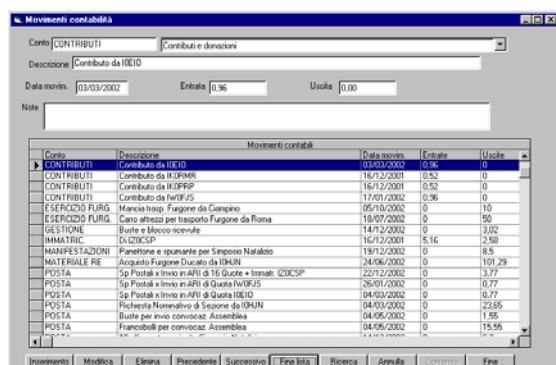 Movimenti contabilità
Conto CONTRIBUTI Contributi e donazioni
Descrizione Contributo da I0EIO
Data movim. 03/03/2002 Entrata 0,96 Uscita 0,00
Note
Movimenti contabili
Conto Descrizione Data movim. Entrate Uscite
CONTRIBUTI Contributo da I0EIO 03/03/2002 0,96 0
CONTRIBUTI Contributo da IK0RMR 16/12/2001 0,52 0
CONTRIBUTI Contributo da IK0PRP 16/12/2001 0,52 0
CONTRIBUTI Contributo da IW0FJS 17/01/2002 0,96 0
ESERCIZIO FURG. Mancia trasp. Furgone da Ciampino 05/10/2002 0 10
ESERCIZIO FURG. Carro attrezzi per trasporto Furgone da Roma 18/07/2002 0 50
GESTIONE Buste e blocco ricevute 14/12/2002 0 3,02
IMMATRIC. Di IZ0CSP 16/12/2001 5,16 2,58
MANIFESTAZIONI Panettone e spumante per Simposio Natalizio 19/12/2002 0 8,5
MATERIALE RE Acquisto Furgone Ducato da I0HJN 24/06/2002 0 101,29
POSTA Sp Postali x Invio in ARI di 16 Quote + Immatr. IZ0CSP 22/12/2002 0 3,77
POSTA Sp Postali x Invio in ARI di Quota IW0FJS 26/01/2002 0 0,77
POSTA Sp Postali x Invio in ARI di Quota I0EIO 04/03/2002 0 0,77
POSTA Richiesta Nominativo di Sezione da I0HJN 04/03/2002 0 23,65
POSTA Buste per invio convocaz. Assemblea 04/05/2002 0 1,55
POSTA Francobolli per convocaz. Assemblea 04/05/2002 0 15,55
Inserimento Modifica Elimina Precedente Successivo Fine lista Ricerca Annulla Conferma Fine